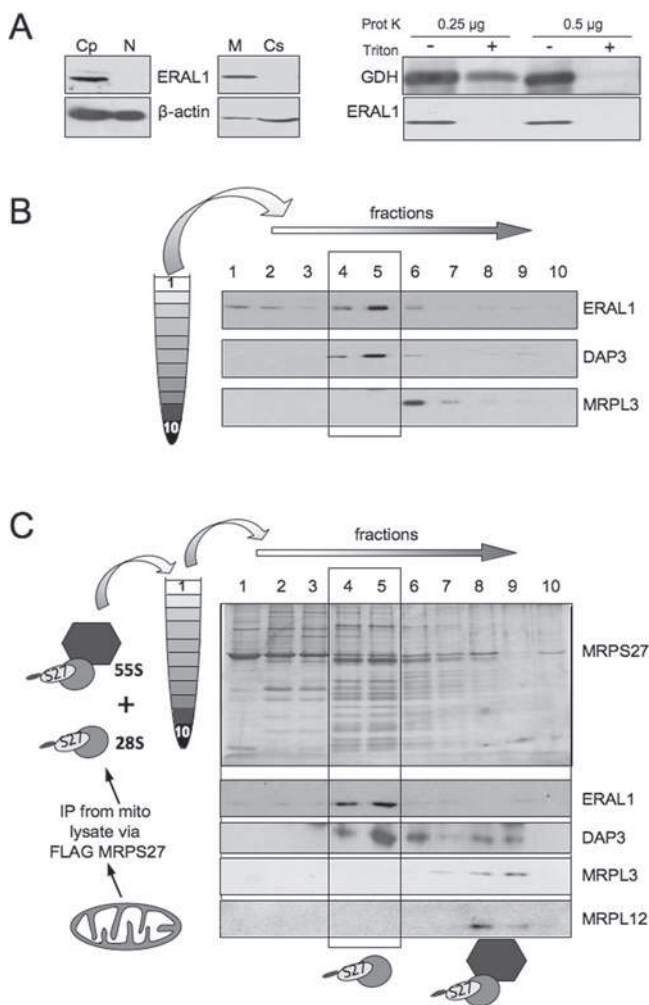 A
Cp N
ERAL1
β-actin
M Cs
Prot K 0.25 µg 0.5 µg
Triton - + - +
GDH
ERAL1
B
fractions
1 2 3 4 5 6 7 8 9 10
1
10
ERAL1
DAP3
MRPL3
C
fractions
1 2 3 4 5 6 7 8 9 10
1
10
S27
55S
+
S27
28S
IP from mito
lysate via
FLAG MRPS27
MRPS27
ERAL1
DAP3
MRPL3
MRPL12
S27
S27